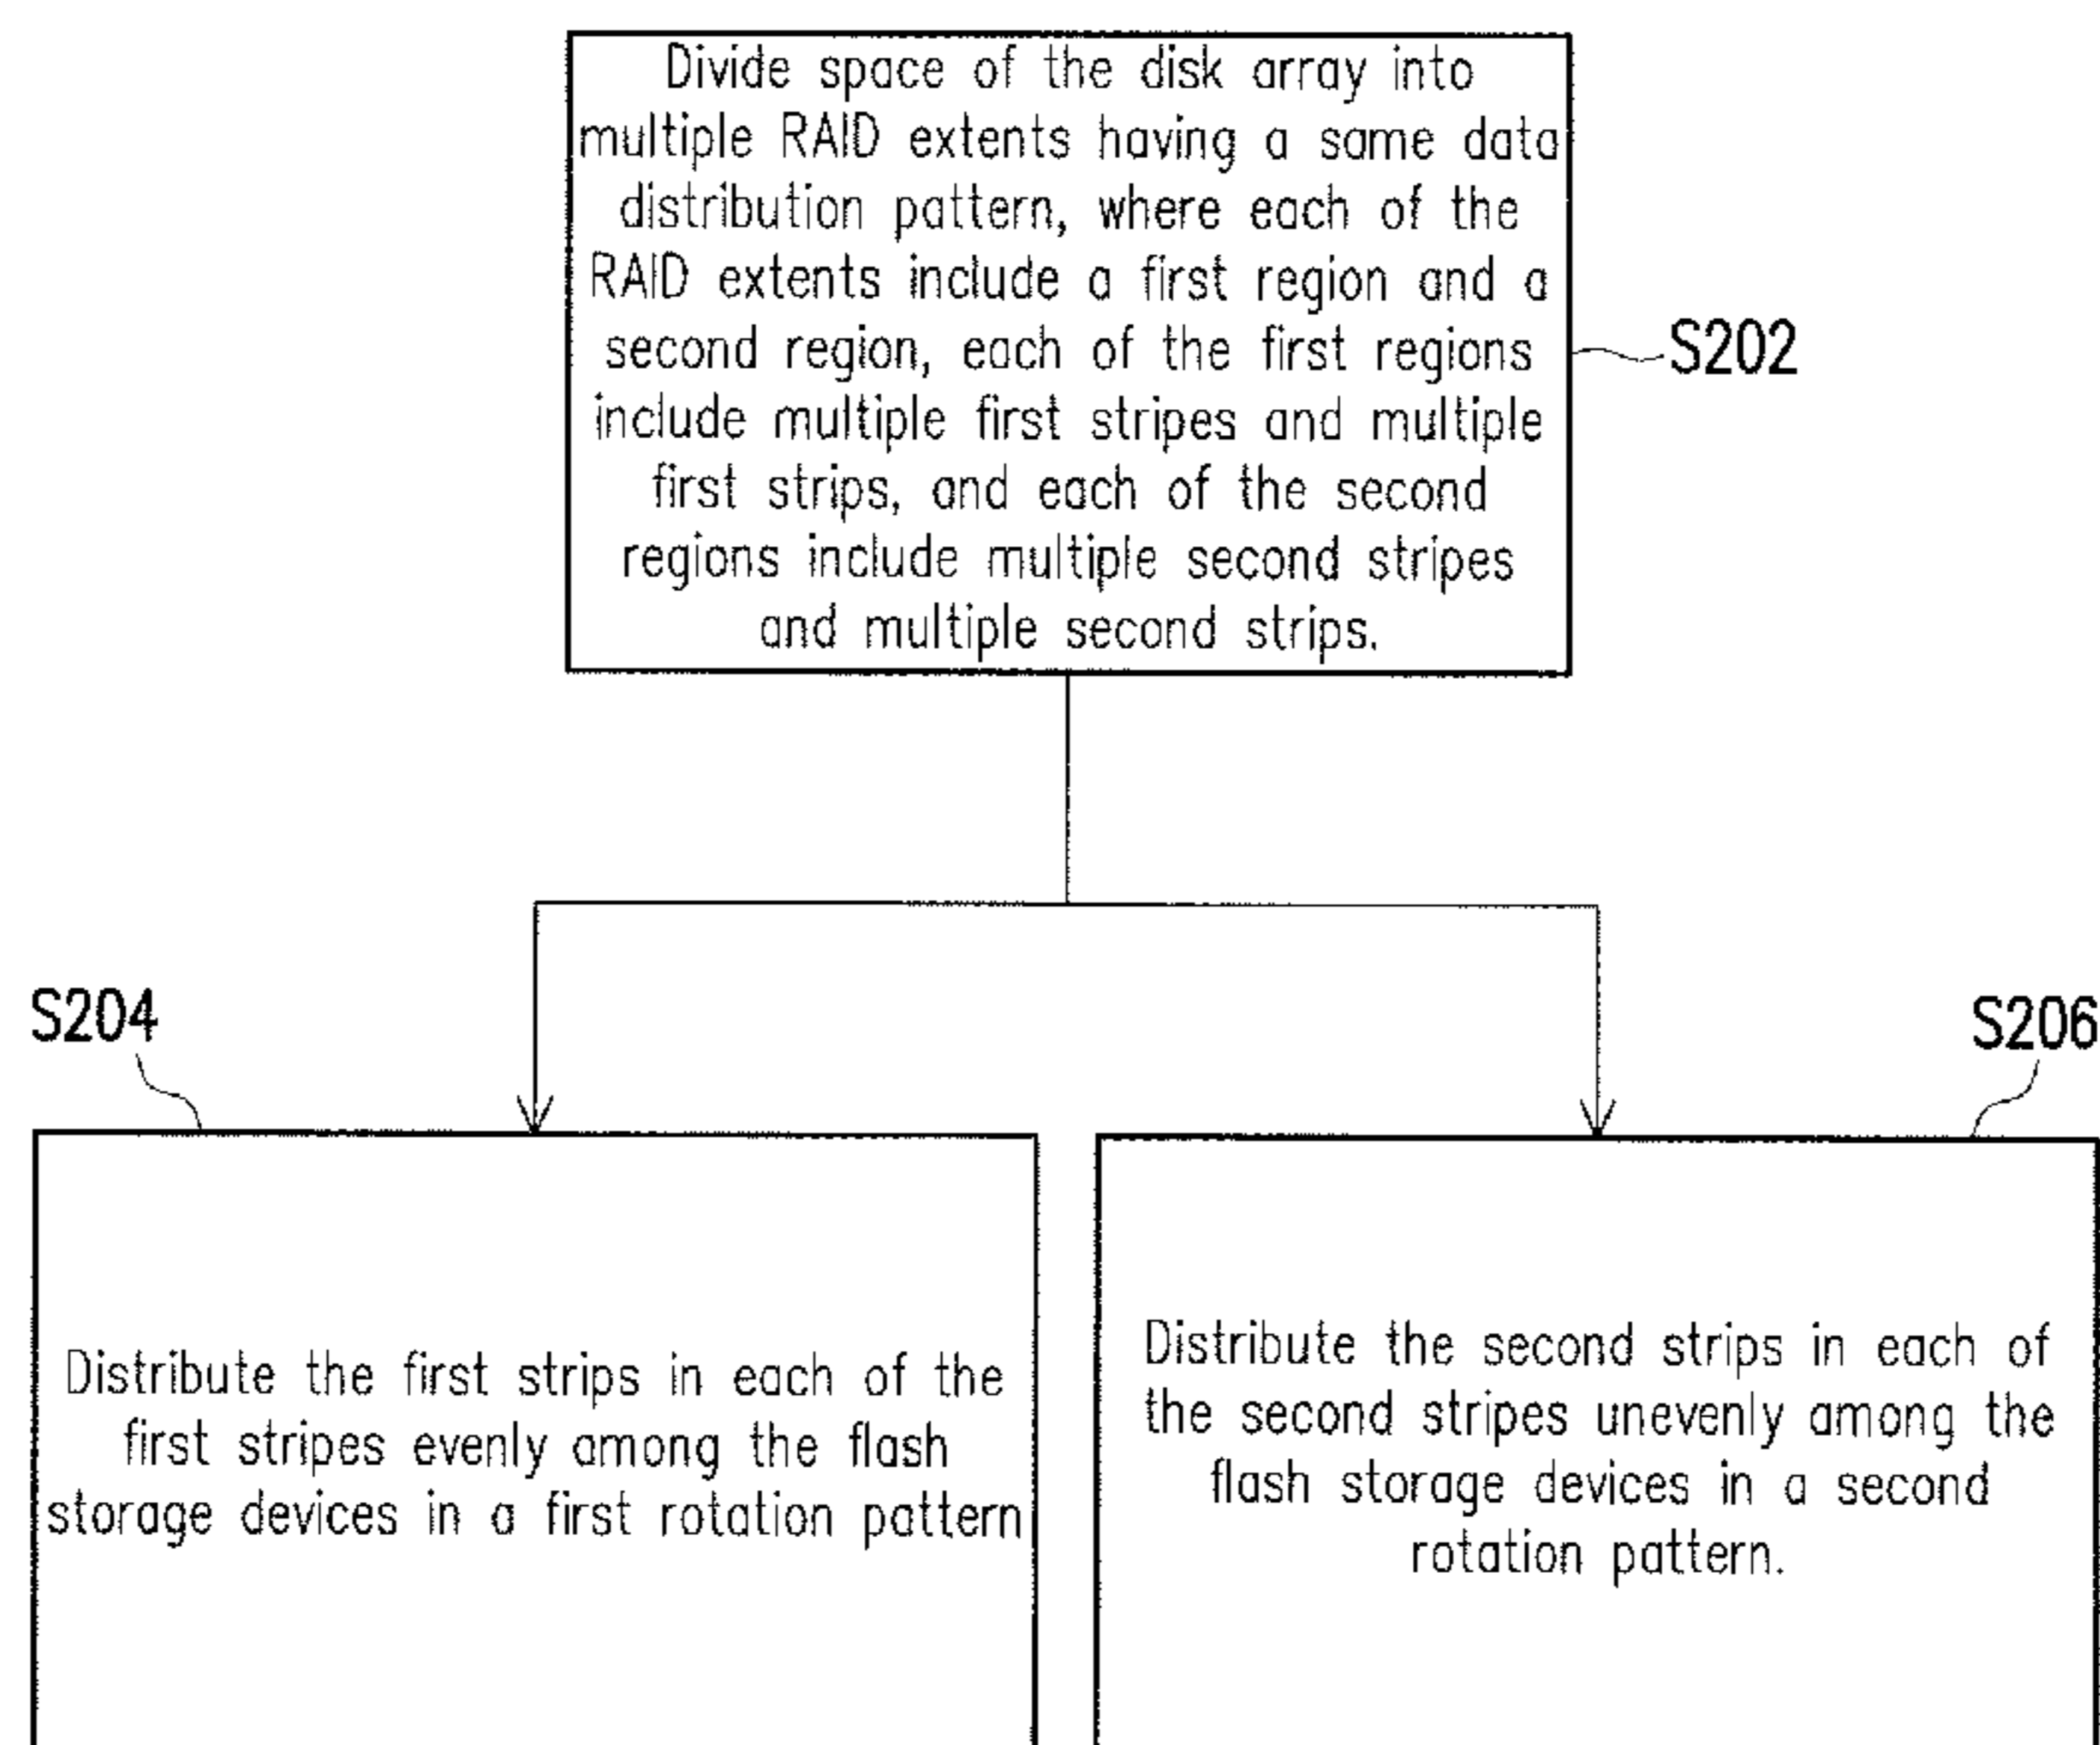 Divide space of the disk array into
multiple RAID extents having a same data
distribution pattern, where each of the
RAID extents include a first region and a
second region, each of the first regions
include multiple first stripes and multiple
first strips, and each of the second
regions include multiple second stripes
and multiple second strips.
S202
S204
Distribute the first strips in each of the
first stripes evenly among the flash
storage devices in a first rotation pattern
S206
Distribute the second strips in each of
the second stripes unevenly among the
flash storage devices in a second
rotation pattern.